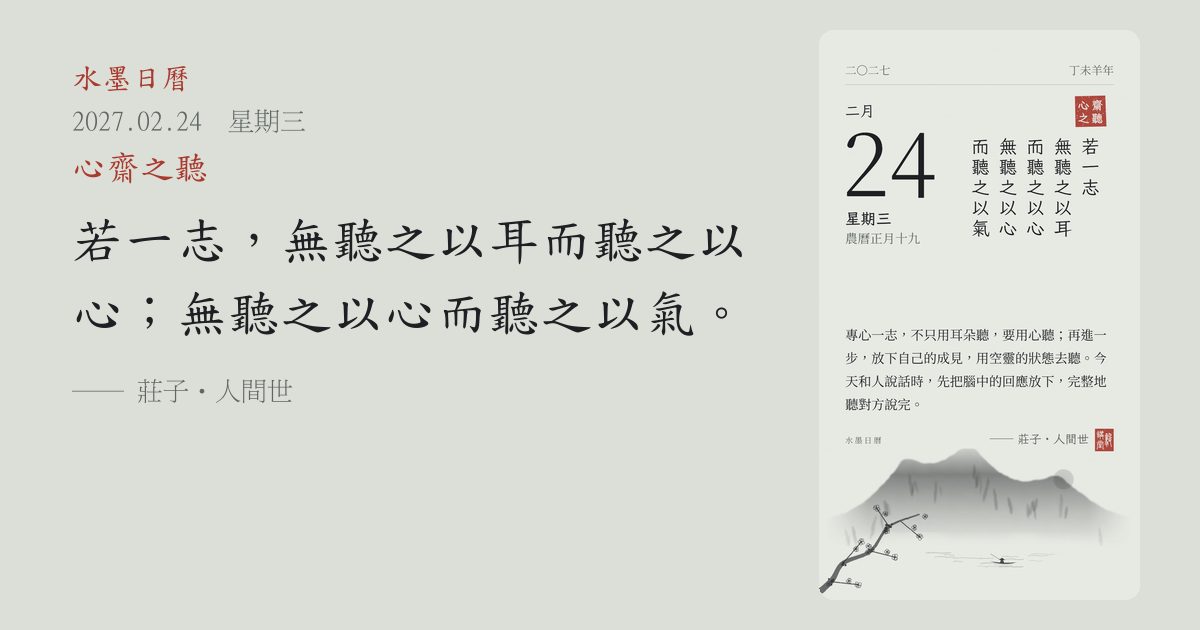 水墨日曆
2027.02.24　星期三
心齋之聽
若一志，無聽之以耳而聽之以
心；無聽之以心而聽之以氣。
—— 莊子・人間世
二〇二七
丁未羊年
二月
24
星期三
農曆正月十九
齋聽
心之
若一志
無聽之以耳
而聽之以心
無聽之以心
而聽之以氣
專心一志，不只用耳朵聽，要用心聽；再進一
步，放下自己的成見，用空靈的狀態去聽。今
天和人說話時，先把腦中的回應放下，完整地
聽對方說完。
水墨日曆
—— 莊子・人間世